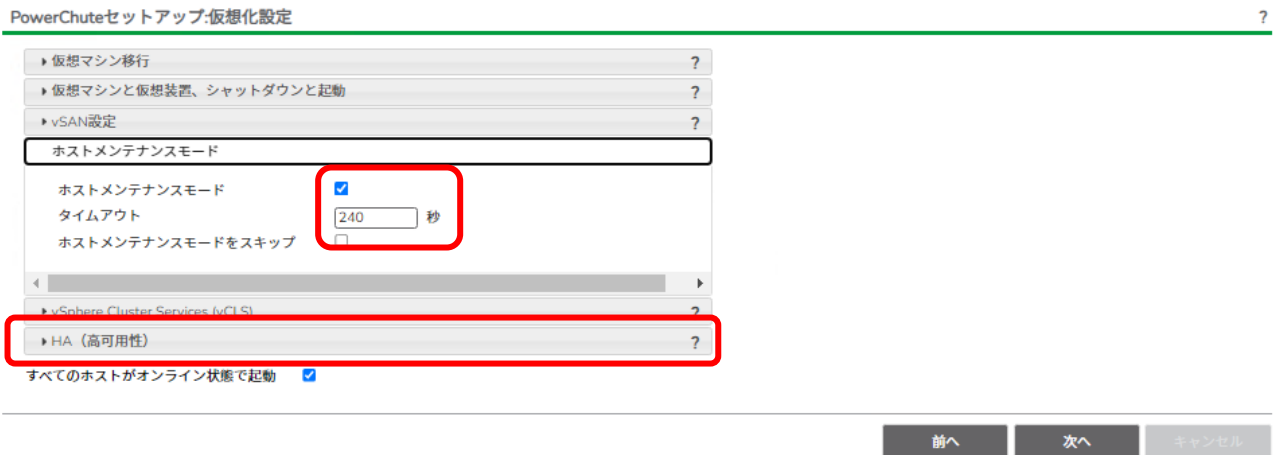 PowerChuteセットアップ:仮想化設定 ?
仮想マシン移行 ?
仮想マシンと仮想装置、シャットダウンと起動 ?
vSAN設定 ?
ホストメンテナンスモード
ホストメンテナンスモード
タイムアウト 240 秒
ホストメンテナンスモードをスキップ
vSphere Cluster Services (vCLS) ?
HA（高可用性） ?
すべてのホストがオンライン状態で起動
前へ 次へ キャンセル